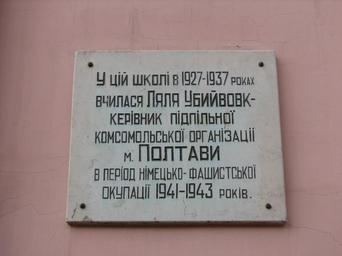 У цій школі в 1927-1937 роках
вчилася Ляля Убийвовк-
керівник підпільної
комсомольської організації
м. Полтави
в період німецько-фашистської
окупації 1941-1943 років.